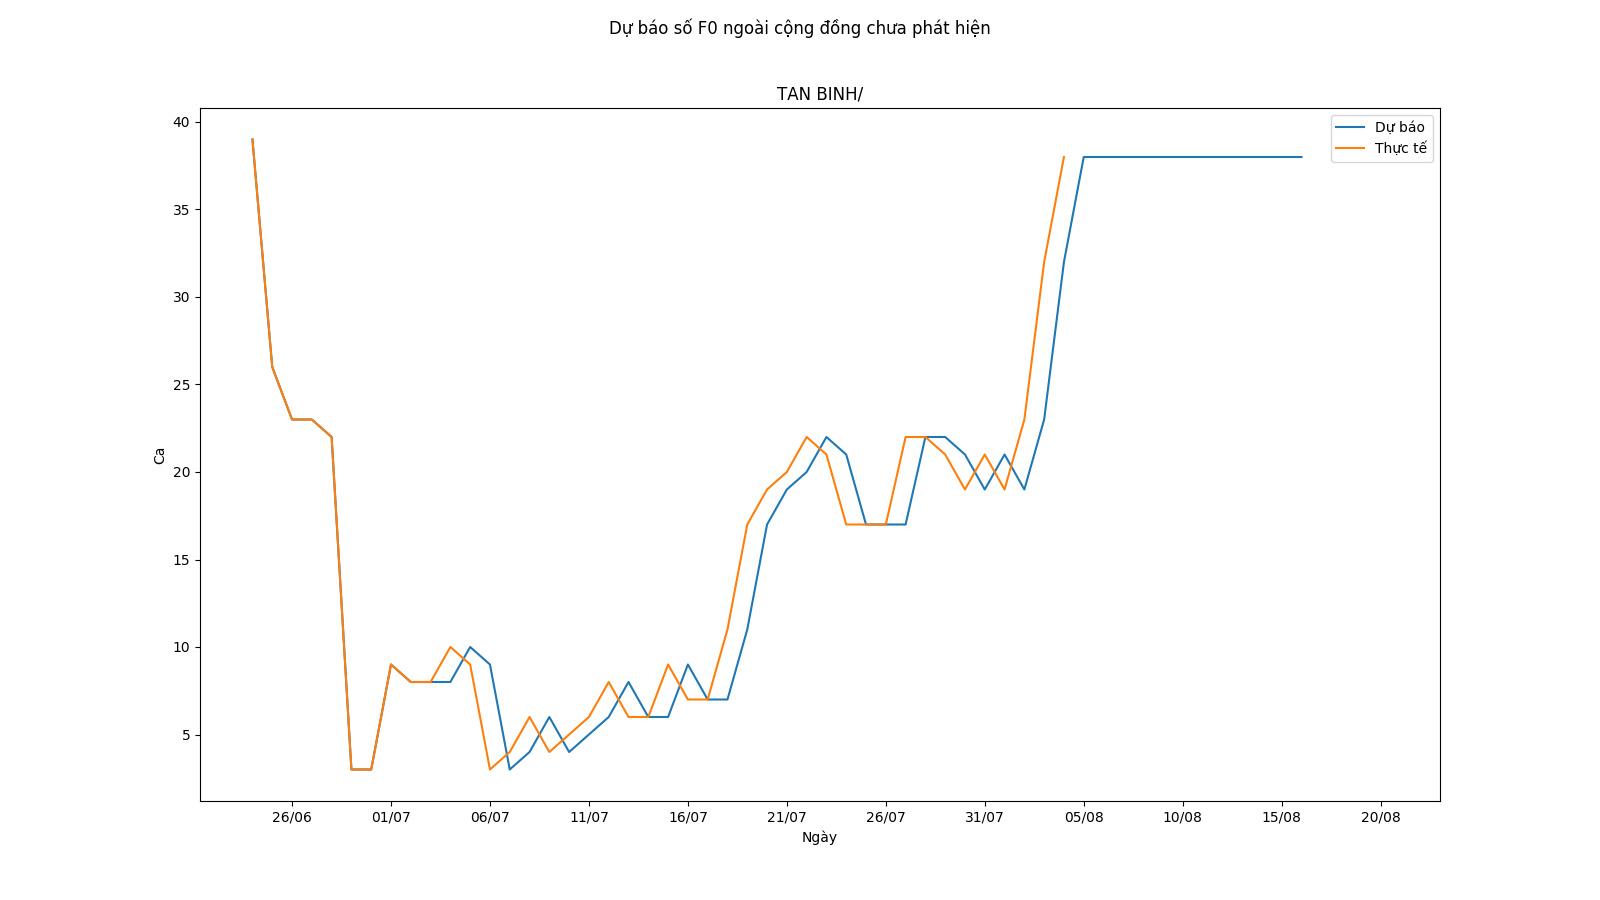 Dự báo số F0 ngoài cộng đồng chưa phát hiện
TAN BINH/
40
35
30
25
20
15
10
5
Ca
Dự báo
Thực tế
26/06 01/07 06/07 11/07 16/07 21/07 26/07 31/07 05/08 10/08 15/08 20/08
Ngày